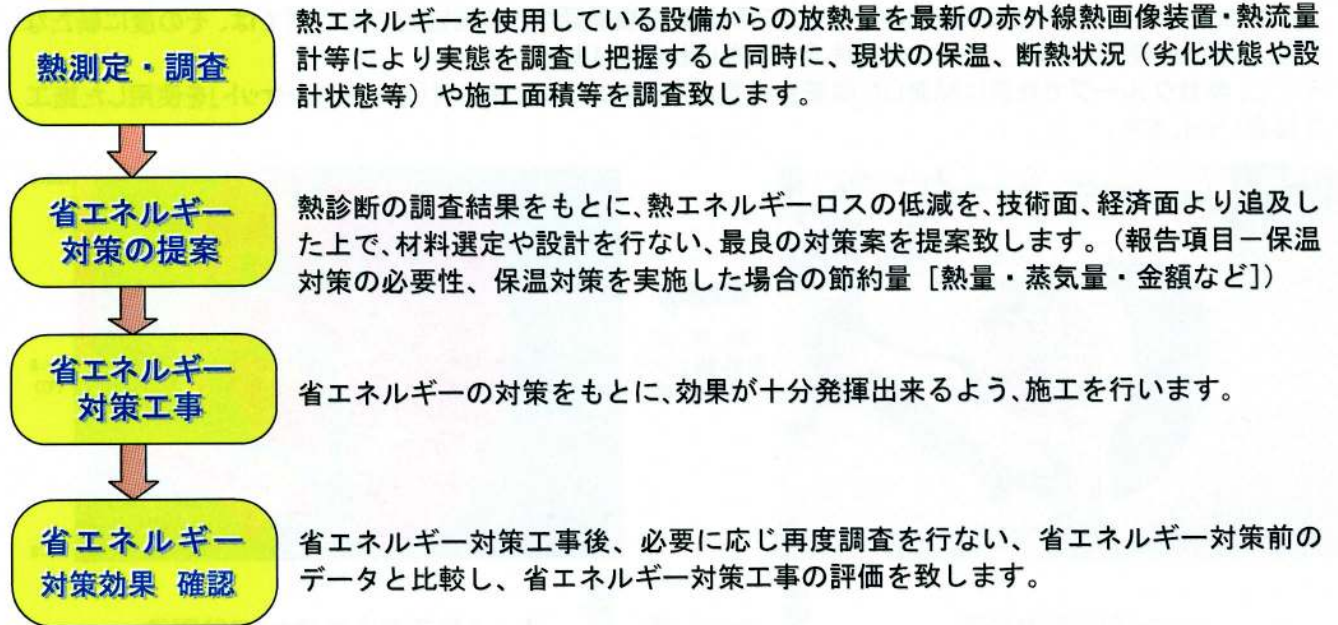 熱測定・調査
熱エネルギーを使用している設備からの放熱量を最新の赤外線熱画像装置・熱流量
計等により実態を調査し把握すると同時に、現状の保温、断熱状況（劣化状態や設
計状態等）や施工面積等を調査致します。
省エネルギー
対策の提案
熱診断の調査結果をもとに、熱エネルギーロスの低減を、技術面、経済面より追及し
た上で、材料選定や設計を行ない、最良の対策案を提案致します。（報告項目－保温
対策の必要性、保温対策を実施した場合の節約量［熱量・蒸気量・金額など］）
省エネルギー
対策工事
省エネルギーの対策をもとに、効果が十分発揮出来るよう、施工を行います。
省エネルギー
対策効果 確認
省エネルギー対策工事後、必要に応じ再度調査を行ない、省エネルギー対策前の
データと比較し、省エネルギー対策工事の評価を致します。